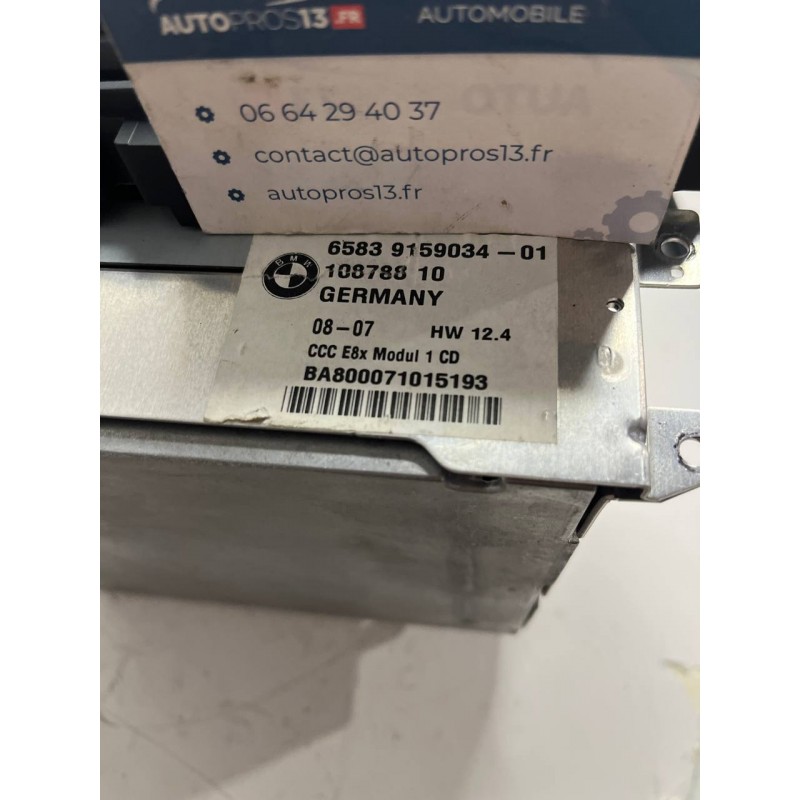 AUTOPROS13.FR
AUTOMOBILE
06 64 29 40 37
contact@autopros13.fr
autopros13.fr
BMW
6583 9159034-01
108788 10
GERMANY
08-07 HW 12.4
CCC E8x Modul 1 CD
BA800071015193